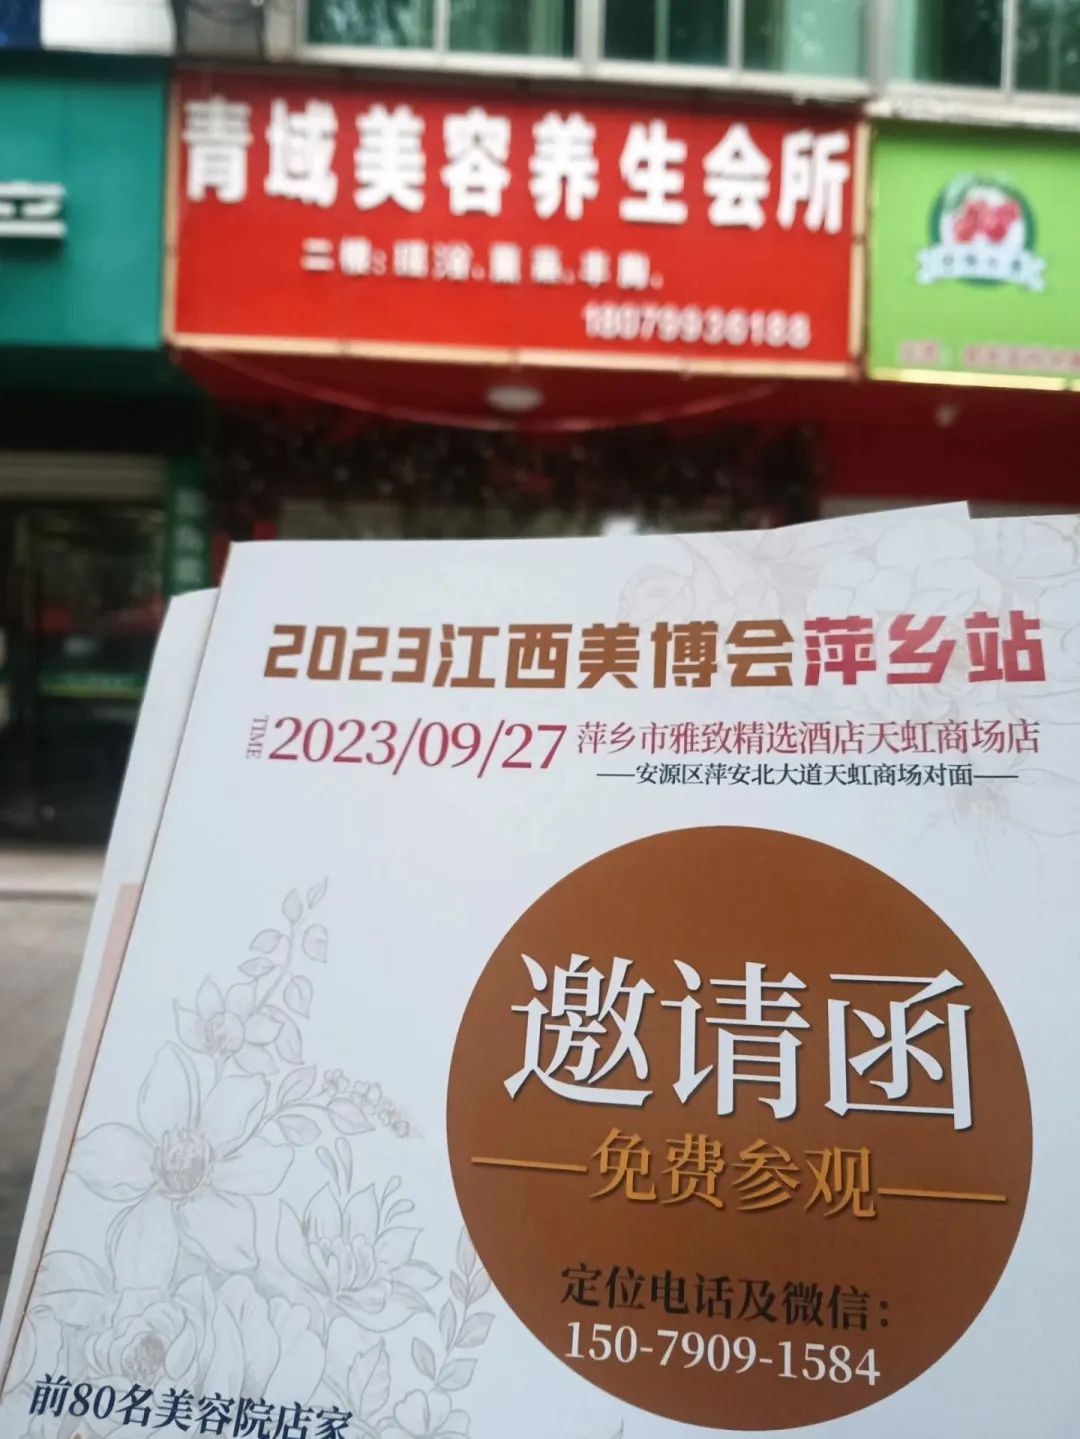 青域美容养生会所
18079936188
2023江西美博会萍乡站
TIME
2023/09/27
萍乡市雅致精选酒店天虹商场店
——安源区萍安北大道天虹商场对面——
邀请函
——免费参观——
定位电话及微信：
150-7909-1584
前80名美容院店家